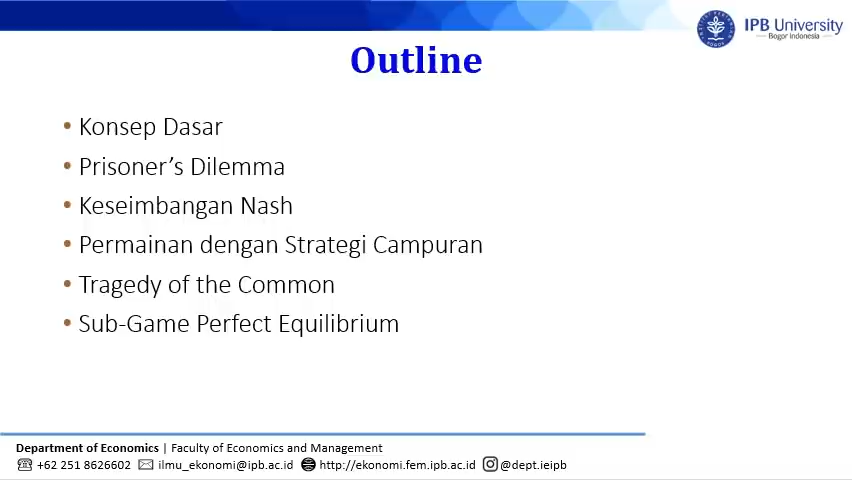 IPB University
Bogor Indonesia
Outline
• Konsep Dasar
• Prisoner’s Dilemma
• Keseimbangan Nash
• Permainan dengan Strategi Campuran
• Tragedy of the Common
• Sub-Game Perfect Equilibrium
Department of Economics | Faculty of Economics and Management
+62 251 8626602 ilmu_ekonomi@ipb.ac.id http://ekonomi.fem.ipb.ac.id @dept.ieipb